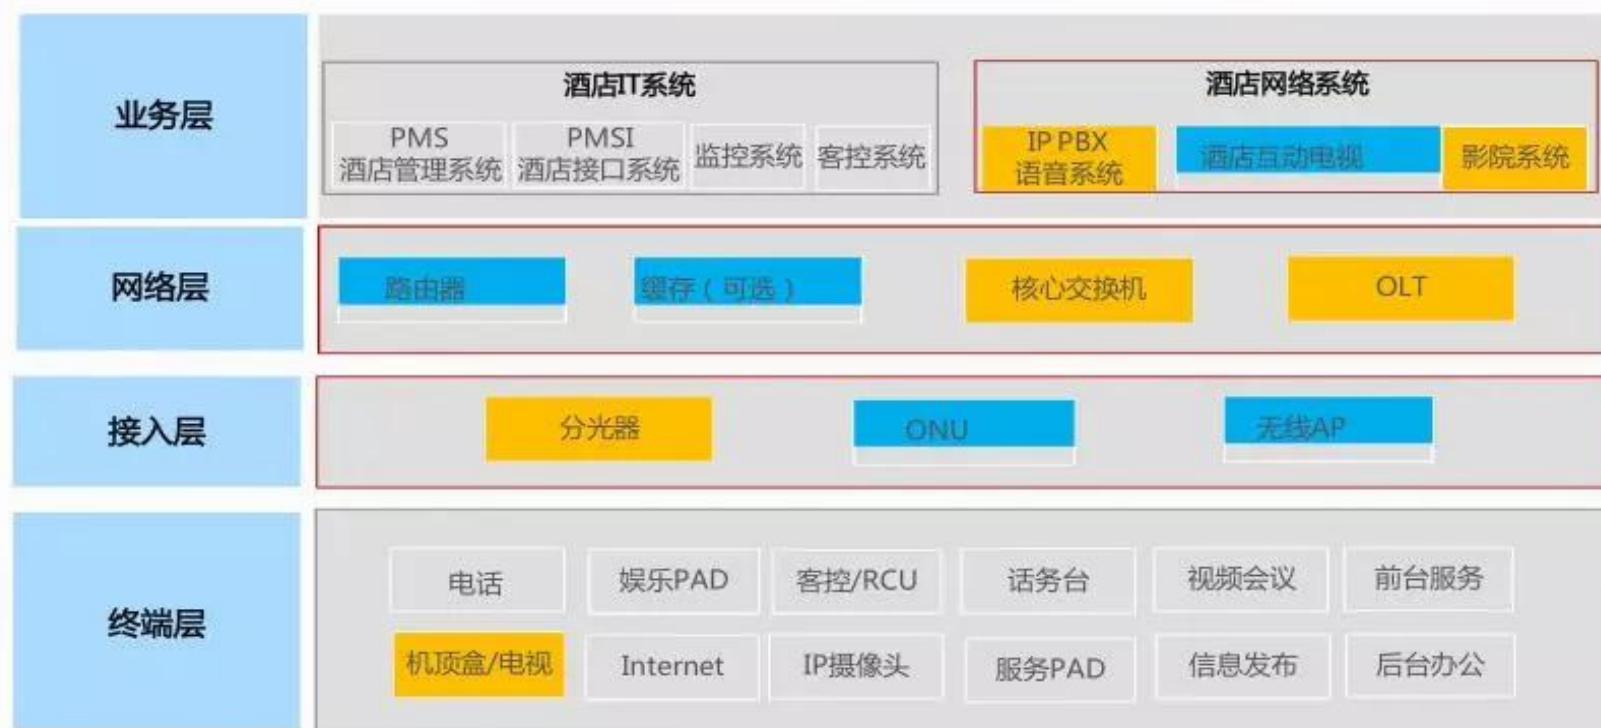 业务层
酒店IT系统
PMS
酒店管理系统
PMSI
酒店接口系统
监控系统
客控系统
酒店网络系统
IP PBX
语音系统
酒店互动电视
影院系统
网络层
路由器
缓存（可选）
核心交换机
OLT
接入层
分光器
ONU
无线AP
终端层
电话
娱乐PAD
客控/RCU
话务台
视频会议
前台服务
机顶盒/电视
Internet
IP摄像头
服务PAD
信息发布
后台办公